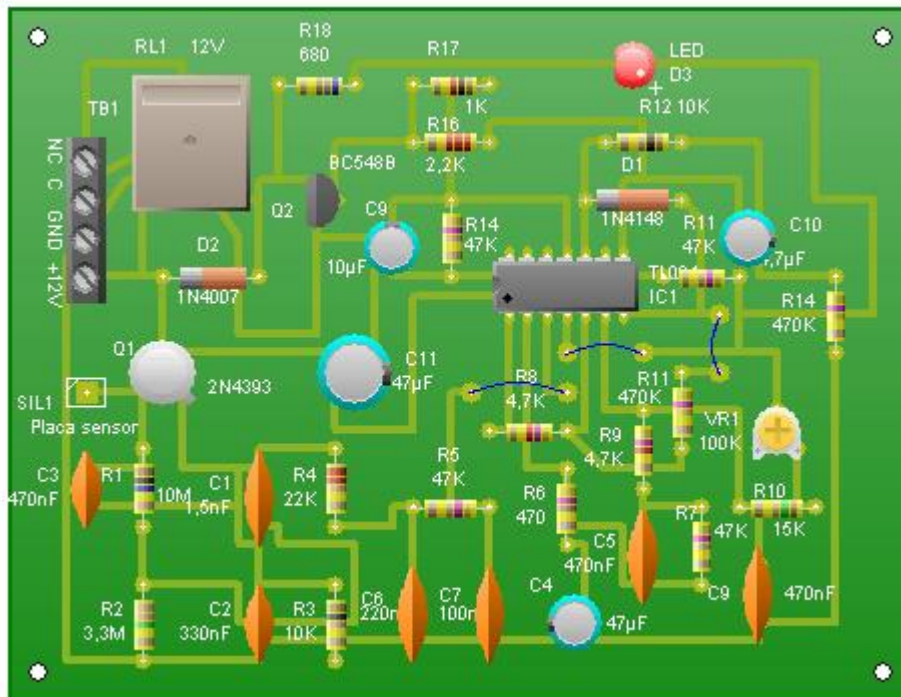 RL1 12V
R18
680
R17
1K
LED
D3
+
R12 10K
TB1
NC
C
GND
+12V
R16
2,2K
BC548B
Q2
C9
10µF
R14
47K
D1
1N4148
R11
47K
C10
D2
1N4007
IC1
R14
470K
Q1
2N4393
C11
47µF
SIL1
Placa sensor
R8
4,7K
R11
470K
VR1
100K
C3
470nF
R1
10M
C1
1,5nF
R4
22K
R5
47K
R6
470
R9
4,7K
C5
470nF
R7
47K
R10
15K
R2
3,3M
C2
330nF
R3
10K
C6
C7
C4
47µF
C9
470nF